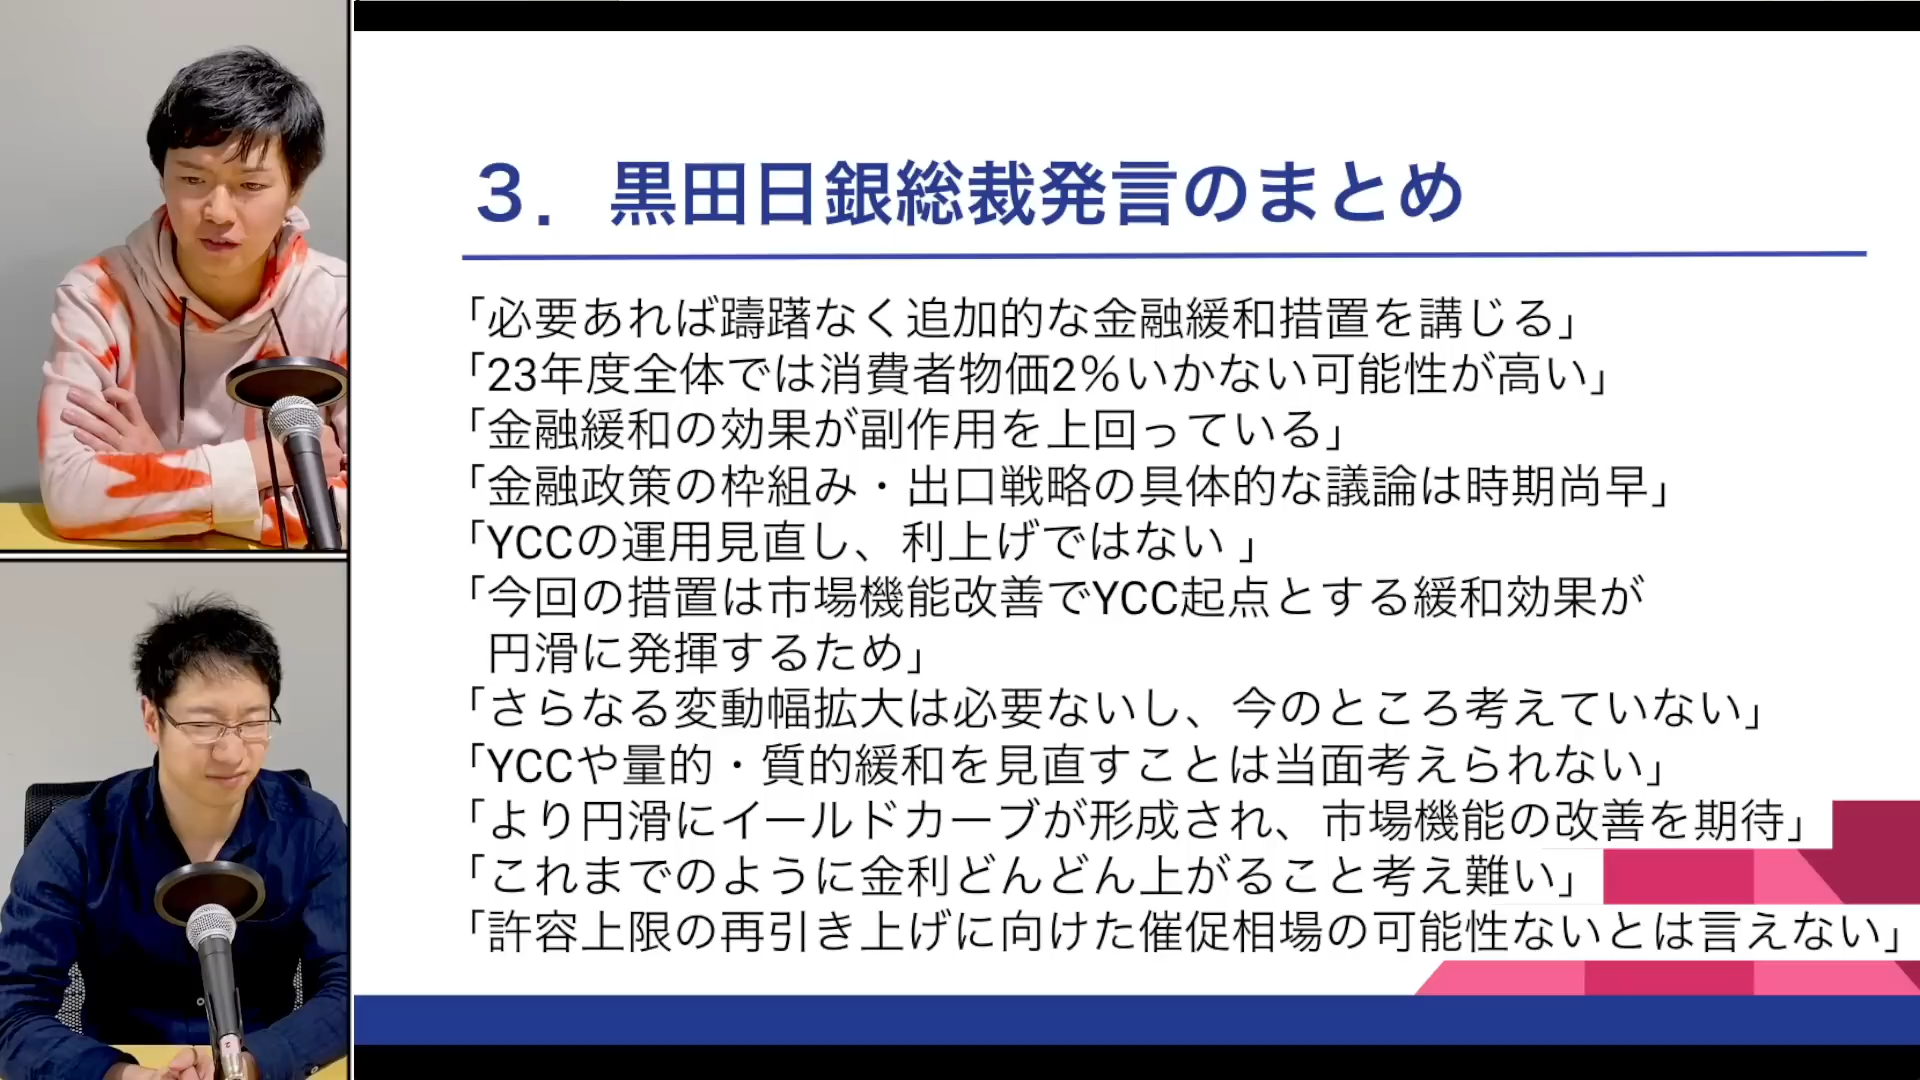 ３．黒田日銀総裁発言のまとめ
「必要あれば躊躇なく追加的な金融緩和措置を講じる」
「23年度全体では消費者物価2％いかない可能性が高い」
「金融緩和の効果が副作用を上回っている」
「金融政策の枠組み・出口戦略の具体的な議論は時期尚早」
「YCCの運用見直し、利上げではない 」
「今回の措置は市場機能改善でYCC起点とする緩和効果が
円滑に発揮するため」
「さらなる変動幅拡大は必要ないし、今のところ考えていない」
「YCCや量的・質的緩和を見直すことは当面考えられない」
「より円滑にイールドカーブが形成され、市場機能の改善を期待」
「これまでのように金利どんどん上がること考え難い」
「許容上限の再引き上げに向けた催促相場の可能性ないとは言えない」